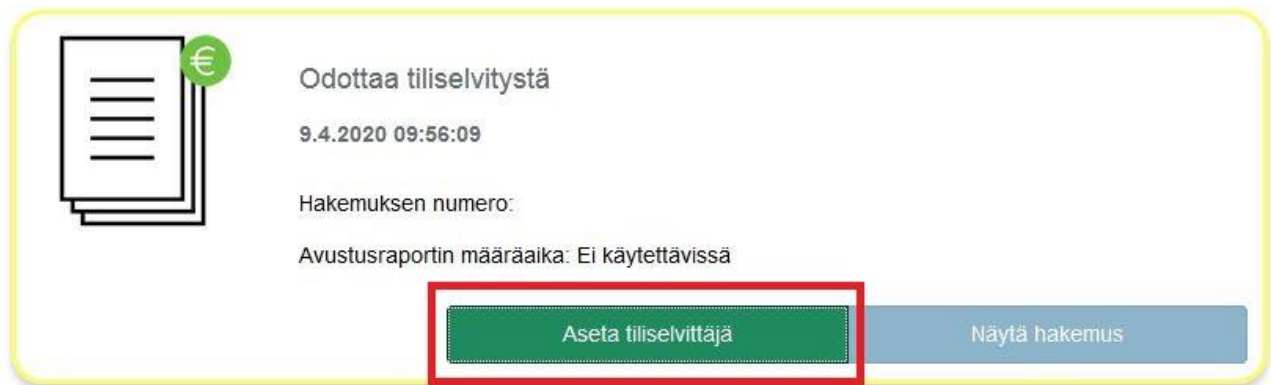 €
Odottaa tiliselvitystä
9.4.2020 09:56:09
Hakemuksen numero:
Avustusraportin määräaika: Ei käytettävissä
Aseta tiliselvittäjä
Näytä hakemus